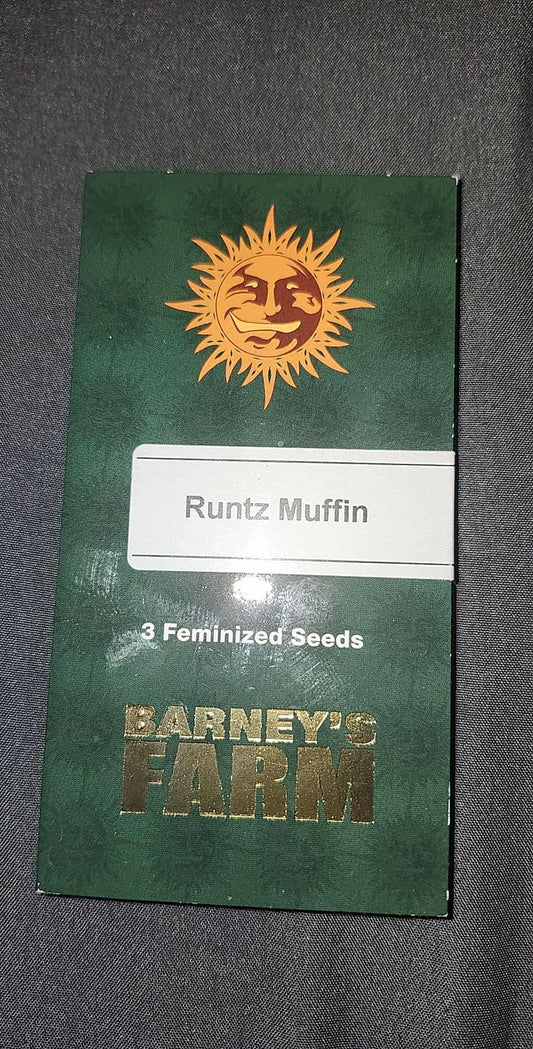 Runtz Muffin
3 Feminized Seeds
BARNEY'S
FARM